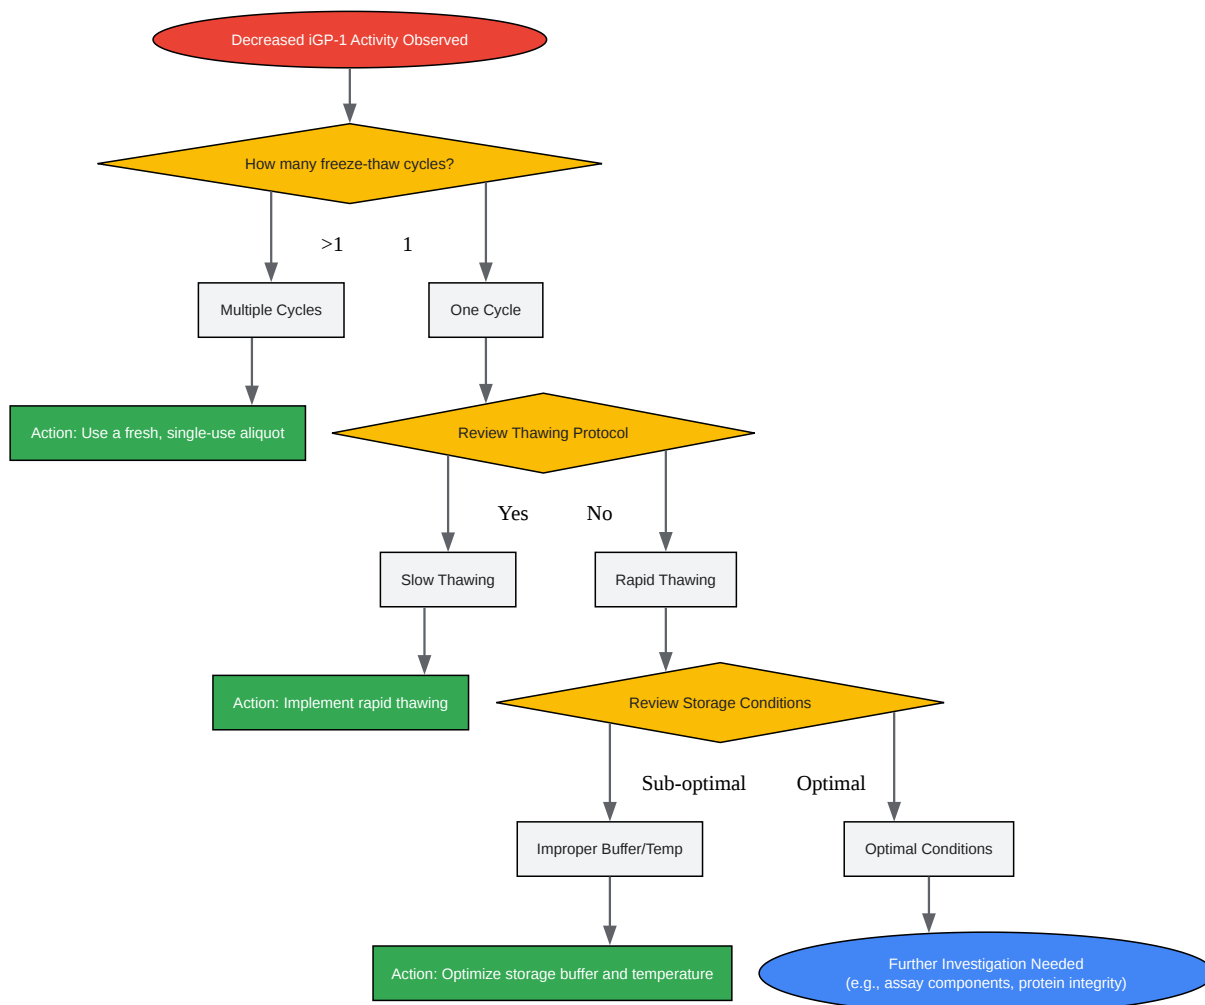 Decreased iGP-1 Activity Observed
How many freeze-thaw cycles?
>1
1
Multiple Cycles
One Cycle
Action: Use a fresh, single-use aliquot
Review Thawing Protocol
Yes
No
Slow Thawing
Rapid Thawing
Action: Implement rapid thawing
Review Storage Conditions
Sub-optimal
Optimal
Improper Buffer/Temp
Optimal Conditions
Action: Optimize storage buffer and temperature
Further Investigation Needed
(e.g., assay components, protein integrity)